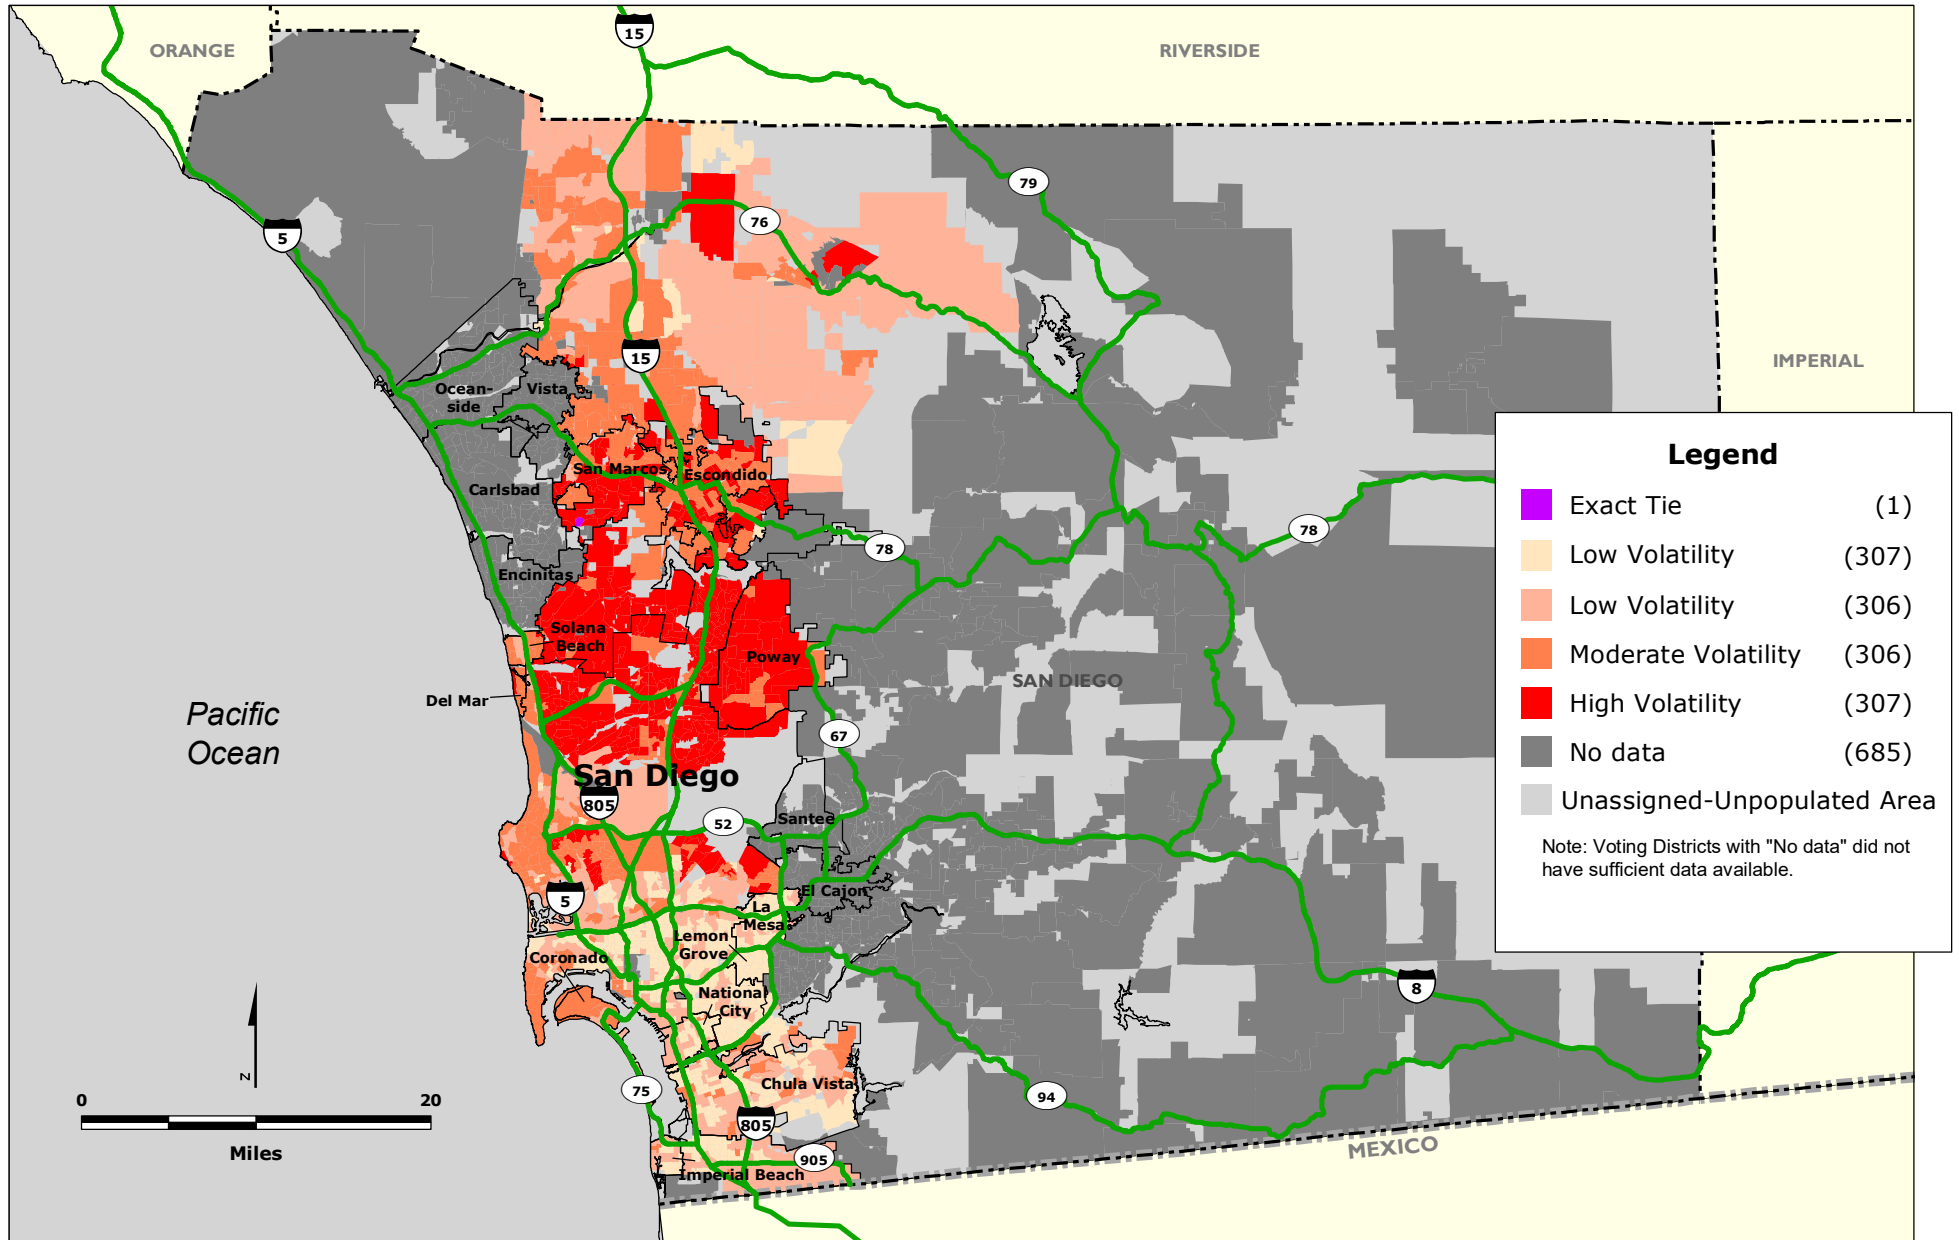 ORANGE
15
RIVERSIDE
79
76
5
15
IMPERIAL
Ocean-
side
Vista
San Marcos
Escondido
Carlsbad
78
78
Encinitas
Solana
Beach
Poway
SAN DIEGO
Del Mar
Pacific
Ocean
67
San Diego
805
52
Santee
El Cajon
5
La
Mesa
Lemon
Grove
Coronado
National
City
8
Chula Vista
75
94
805
905
Imperial Beach
MEXICO
N
0
20
Miles
Legend
Exact Tie (1)
Low Volatility (307)
Low Volatility (306)
Moderate Volatility (306)
High Volatility (307)
No data (685)
Unassigned-Unpopulated Area
Note: Voting Districts with "No data" did not
have sufficient data available.